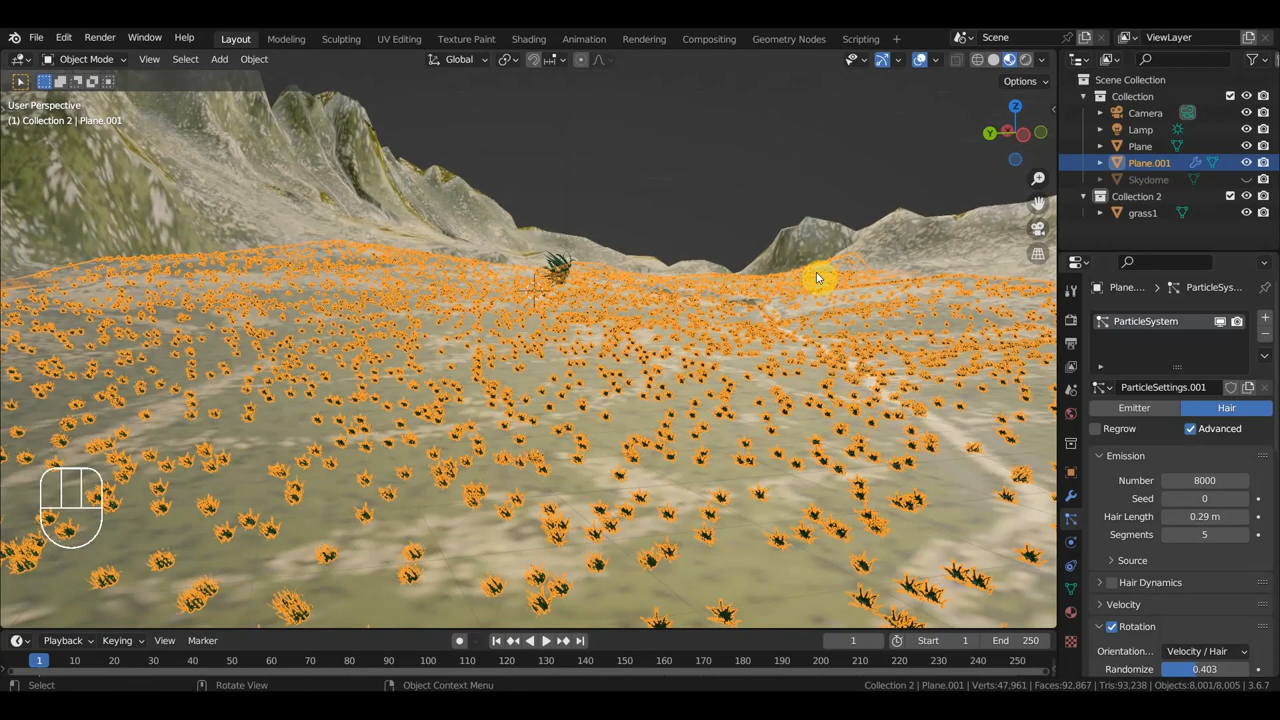 File Edit Render Window Help Layout Modeling Sculpting UV Editing Texture Paint Shading Animation Rendering Compositing Geometry Nodes Scripting + Scene ViewLayer
Object Mode View Select Add Object Global
Options
User Perspective
(1) Collection 2 | Plane.001
Z
Y
Scene Collection
Collection
Camera
Lamp
Plane
Plane.001
Skydome
Collection 2
grass1
Plane.... > ParticleSys...
ParticleSystem
ParticleSettings.001
Emitter Hair
Regrow Advanced
Emission
Number 8000
Seed 0
Hair Length 0.29 m
Segments 5
Source
Hair Dynamics
Velocity
Rotation
Orientation... Velocity / Hair
Randomize 0.403
Playback Keying View Marker 1 Start 1 End 250
1 10 20 30 40 50 60 70 80 90 100 110 120 130 140 150 160 170 180 190 200 210 220 230 240 250
Select Rotate View Object Context Menu Collection 2 | Plane.001 | Verts:47,961 | Faces:92,867 | Tris:93,238 | Objects:8,001/8,005 | 3.6.7